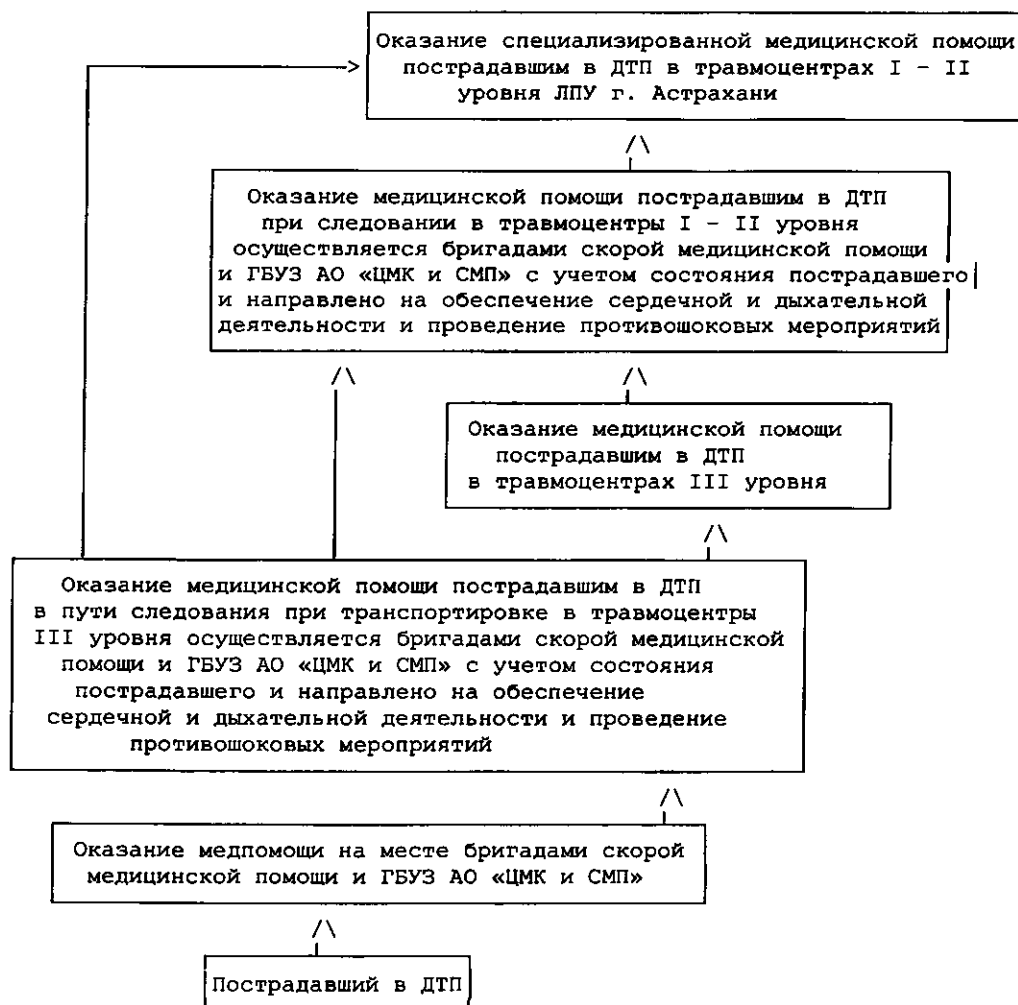 Оказание специализированной медицинской помощи
пострадавшим в ДТП в травмоцентрах I - II
уровня ЛПУ г. Астрахани
Оказание медицинской помощи пострадавшим в ДТП
при следовании в травмоцентры I - II уровня
осуществляется бригадами скорой медицинской помощи
и ГБУЗ АО «ЦМК и СМП» с учетом состояния пострадавшего
и направлено на обеспечение сердечной и дыхательной
деятельности и проведение противошоковых мероприятий
Оказание медицинской помощи
пострадавшим в ДТП
в травмоцентрах III уровня
Оказание медицинской помощи пострадавшим в ДТП
в пути следования при транспортировке в травмоцентры
III уровня осуществляется бригадами скорой медицинской
помощи и ГБУЗ АО «ЦМК и СМП» с учетом состояния
пострадавшего и направлено на обеспечение
сердечной и дыхательной деятельности и проведение
противошоковых мероприятий
Оказание медпомощи на месте бригадами скорой
медицинской помощи и ГБУЗ АО «ЦМК и СМП»
Пострадавший в ДТП